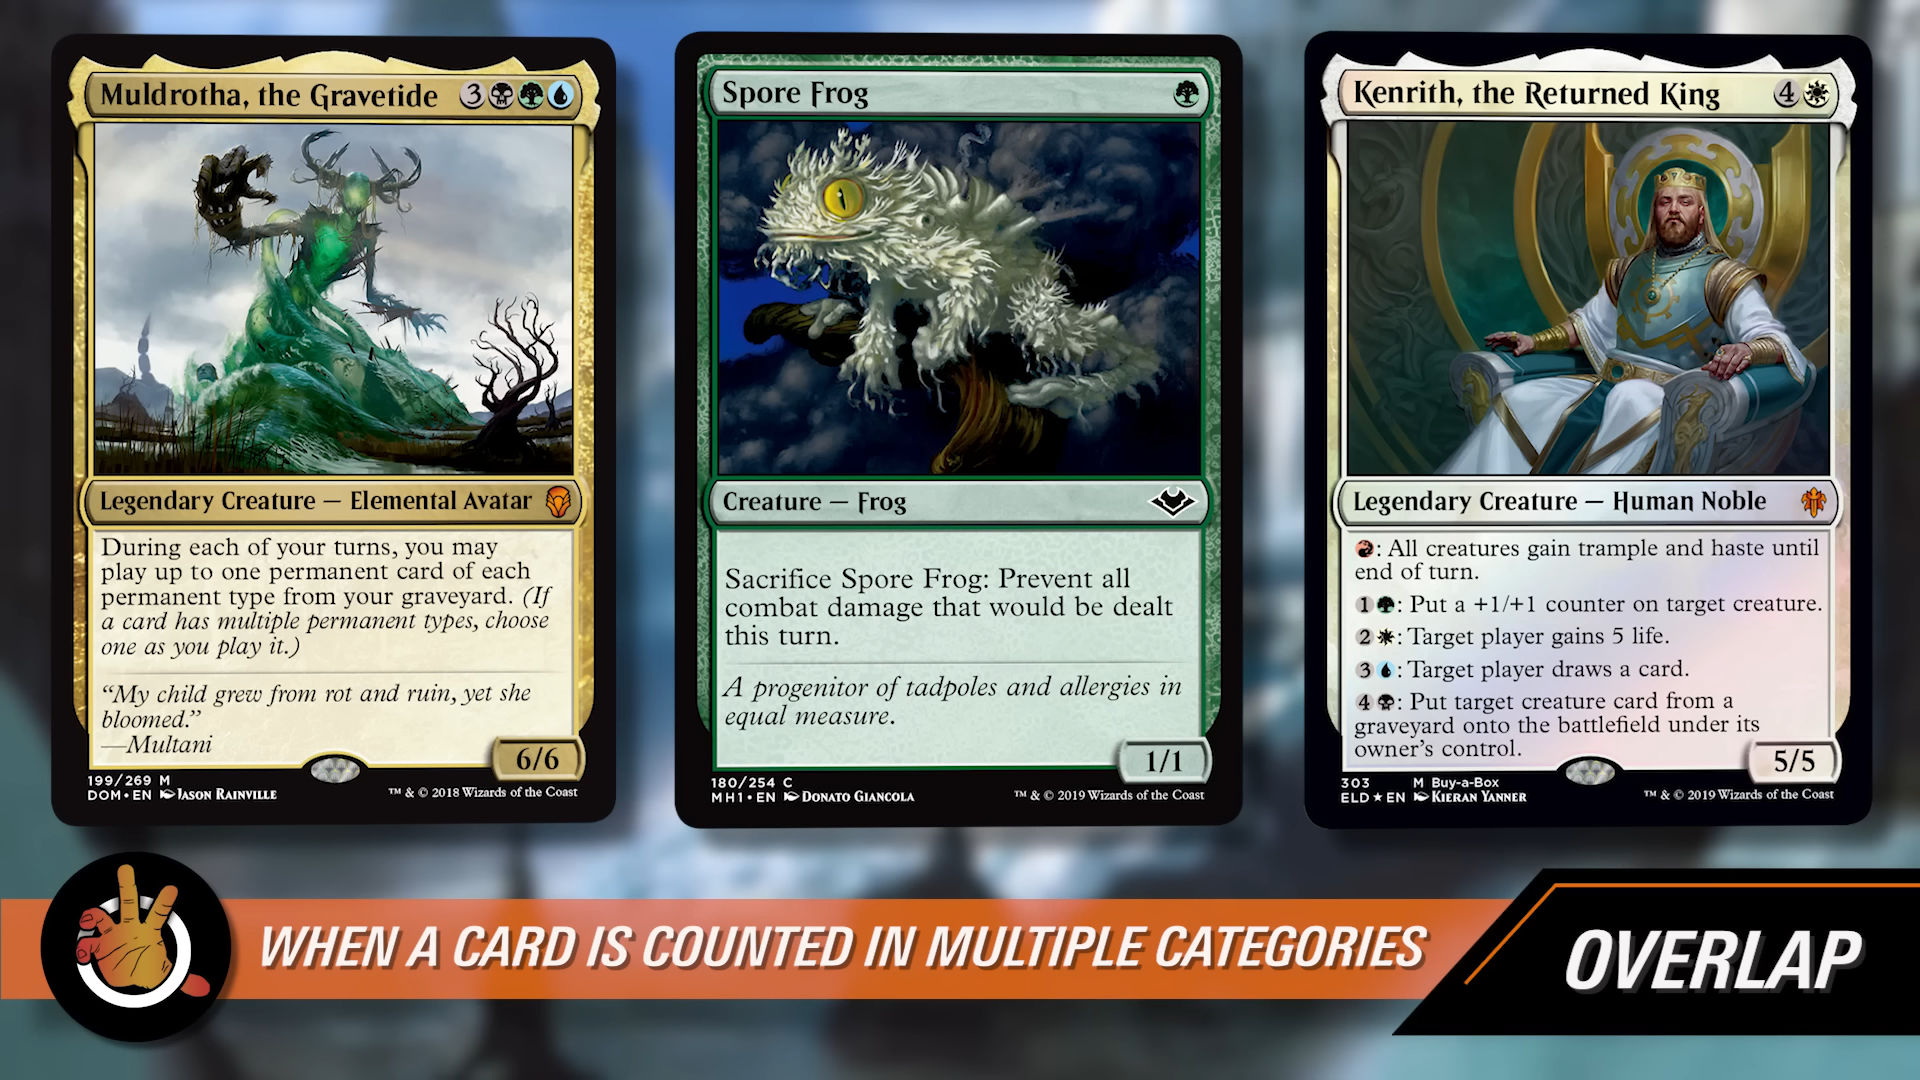 Muldrotha, the Gravetide 3
Legendary Creature — Elemental Avatar
During each of your turns, you may
play up to one permanent card of each
permanent type from your graveyard. (If
a card has multiple permanent types, choose
one as you play it.)
“My child grew from rot and ruin, yet she
bloomed.”
—Multani
6/6
199/269 M
DOM • EN Jason Rainville
™ & © 2018 Wizards of the Coast
Spore Frog
Creature — Frog
Sacrifice Spore Frog: Prevent all
combat damage that would be dealt
this turn.
A progenitor of tadpoles and allergies in
equal measure.
1/1
180/254 C
MH1 • EN Donato Giancola
™ & © 2019 Wizards of the Coast
Kenrith, the Returned King 4
Legendary Creature — Human Noble
: All creatures gain trample and haste until
end of turn.
1 : Put a +1/+1 counter on target creature.
2 : Target player gains 5 life.
3 : Target player draws a card.
4 : Put target creature card from a
graveyard onto the battlefield under its
owner’s control.
5/5
303 M Buy-a-Box
ELD ★ EN Kieran Yanner
™ & © 2019 Wizards of the Coast
WHEN A CARD IS COUNTED IN MULTIPLE CATEGORIES
OVERLAP